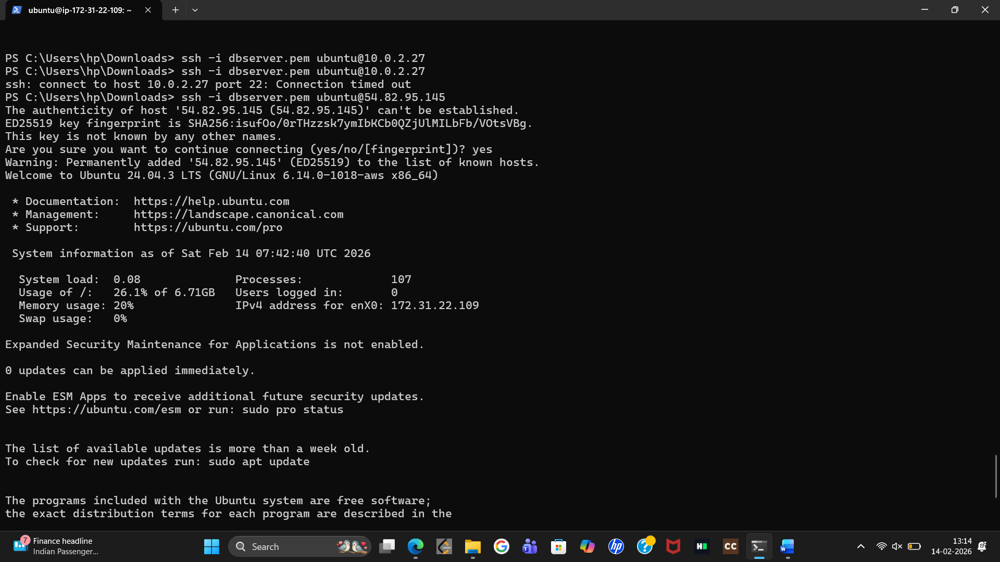 ubuntu@ip-172-31-22-109: ~
PS C:\Users\hp\Downloads> ssh -i dbserver.pem ubuntu@10.0.2.27
PS C:\Users\hp\Downloads> ssh -i dbserver.pem ubuntu@10.0.2.27
ssh: connect to host 10.0.2.27 port 22: Connection timed out
PS C:\Users\hp\Downloads> ssh -i dbserver.pem ubuntu@54.82.95.145
The authenticity of host '54.82.95.145 (54.82.95.145)' can't be established.
ED25519 key fingerprint is SHA256:isufOo/0rTHzzsk7ymIbKCb0QZjUlMILbFb/VOtsVBg.
This key is not known by any other names.
Are you sure you want to continue connecting (yes/no/[fingerprint])? yes
Warning: Permanently added '54.82.95.145' (ED25519) to the list of known hosts.
Welcome to Ubuntu 24.04.3 LTS (GNU/Linux 6.14.0-1018-aws x86_64)
* Documentation:  https://help.ubuntu.com
* Management:     https://landscape.canonical.com
* Support:        https://ubuntu.com/pro
System information as of Sat Feb 14 07:42:40 UTC 2026
System load:  0.08              Processes:             107
Usage of /:   26.1% of 6.71GB   Users logged in:       0
Memory usage: 20%               IPv4 address for enX0: 172.31.22.109
Swap usage:   0%
Expanded Security Maintenance for Applications is not enabled.
0 updates can be applied immediately.
Enable ESM Apps to receive additional future security updates.
See https://ubuntu.com/esm or run: sudo pro status
The list of available updates is more than a week old.
To check for new updates run: sudo apt update
The programs included with the Ubuntu system are free software;
the exact distribution terms for each program are described in the
7
Finance headline
Indian Passenger...
Search
T
hp
?
H
CC
W
13:14
14-02-2026